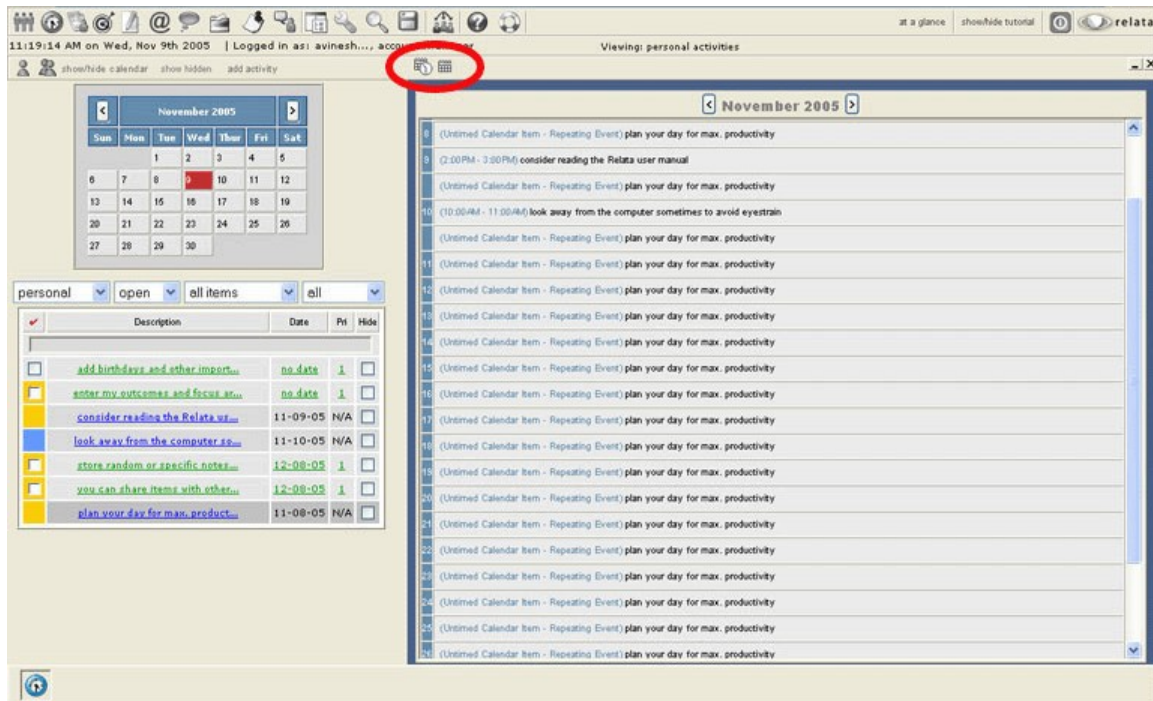 at a glance show/hide tutorial relata
11:19:14 AM on Wed, Nov 9th 2005 | Logged in as: avinesh..., accou
Viewing: personal activities
show/hide calendar show hidden add activity
November 2005
Sun Mon Tue Wed Thur Fri Sat
1 2 3 4 5
6 7 8 9 10 11 12
13 14 15 16 17 18 19
20 21 22 23 24 25 26
27 28 29 30
personal open all items all
Description Date Pri Hide
add birthdays and other import... no date 1
enter my outcomes and focus ar... no date 1
consider reading the Relata us... 11-09-05 N/A
look away from the computer so... 11-10-05 N/A
store random or specific notes... 12-08-05 1
you can share items with other... 12-08-05 1
plan your day for max. product... 11-08-05 N/A
November 2005
8 (Untimed Calendar Item - Repeating Event) plan your day for max. productivity
9 (2:00PM - 3:00PM) consider reading the Relata user manual
(Untimed Calendar Item - Repeating Event) plan your day for max. productivity
10 (10:00AM - 11:00AM) look away from the computer sometimes to avoid eyestrain
(Untimed Calendar Item - Repeating Event) plan your day for max. productivity
11 (Untimed Calendar Item - Repeating Event) plan your day for max. productivity
12 (Untimed Calendar Item - Repeating Event) plan your day for max. productivity
13 (Untimed Calendar Item - Repeating Event) plan your day for max. productivity
14 (Untimed Calendar Item - Repeating Event) plan your day for max. productivity
15 (Untimed Calendar Item - Repeating Event) plan your day for max. productivity
16 (Untimed Calendar Item - Repeating Event) plan your day for max. productivity
17 (Untimed Calendar Item - Repeating Event) plan your day for max. productivity
18 (Untimed Calendar Item - Repeating Event) plan your day for max. productivity
19 (Untimed Calendar Item - Repeating Event) plan your day for max. productivity
20 (Untimed Calendar Item - Repeating Event) plan your day for max. productivity
21 (Untimed Calendar Item - Repeating Event) plan your day for max. productivity
22 (Untimed Calendar Item - Repeating Event) plan your day for max. productivity
23 (Untimed Calendar Item - Repeating Event) plan your day for max. productivity
24 (Untimed Calendar Item - Repeating Event) plan your day for max. productivity
25 (Untimed Calendar Item - Repeating Event) plan your day for max. productivity
26 (Untimed Calendar Item - Repeating Event) plan your day for max. productivity